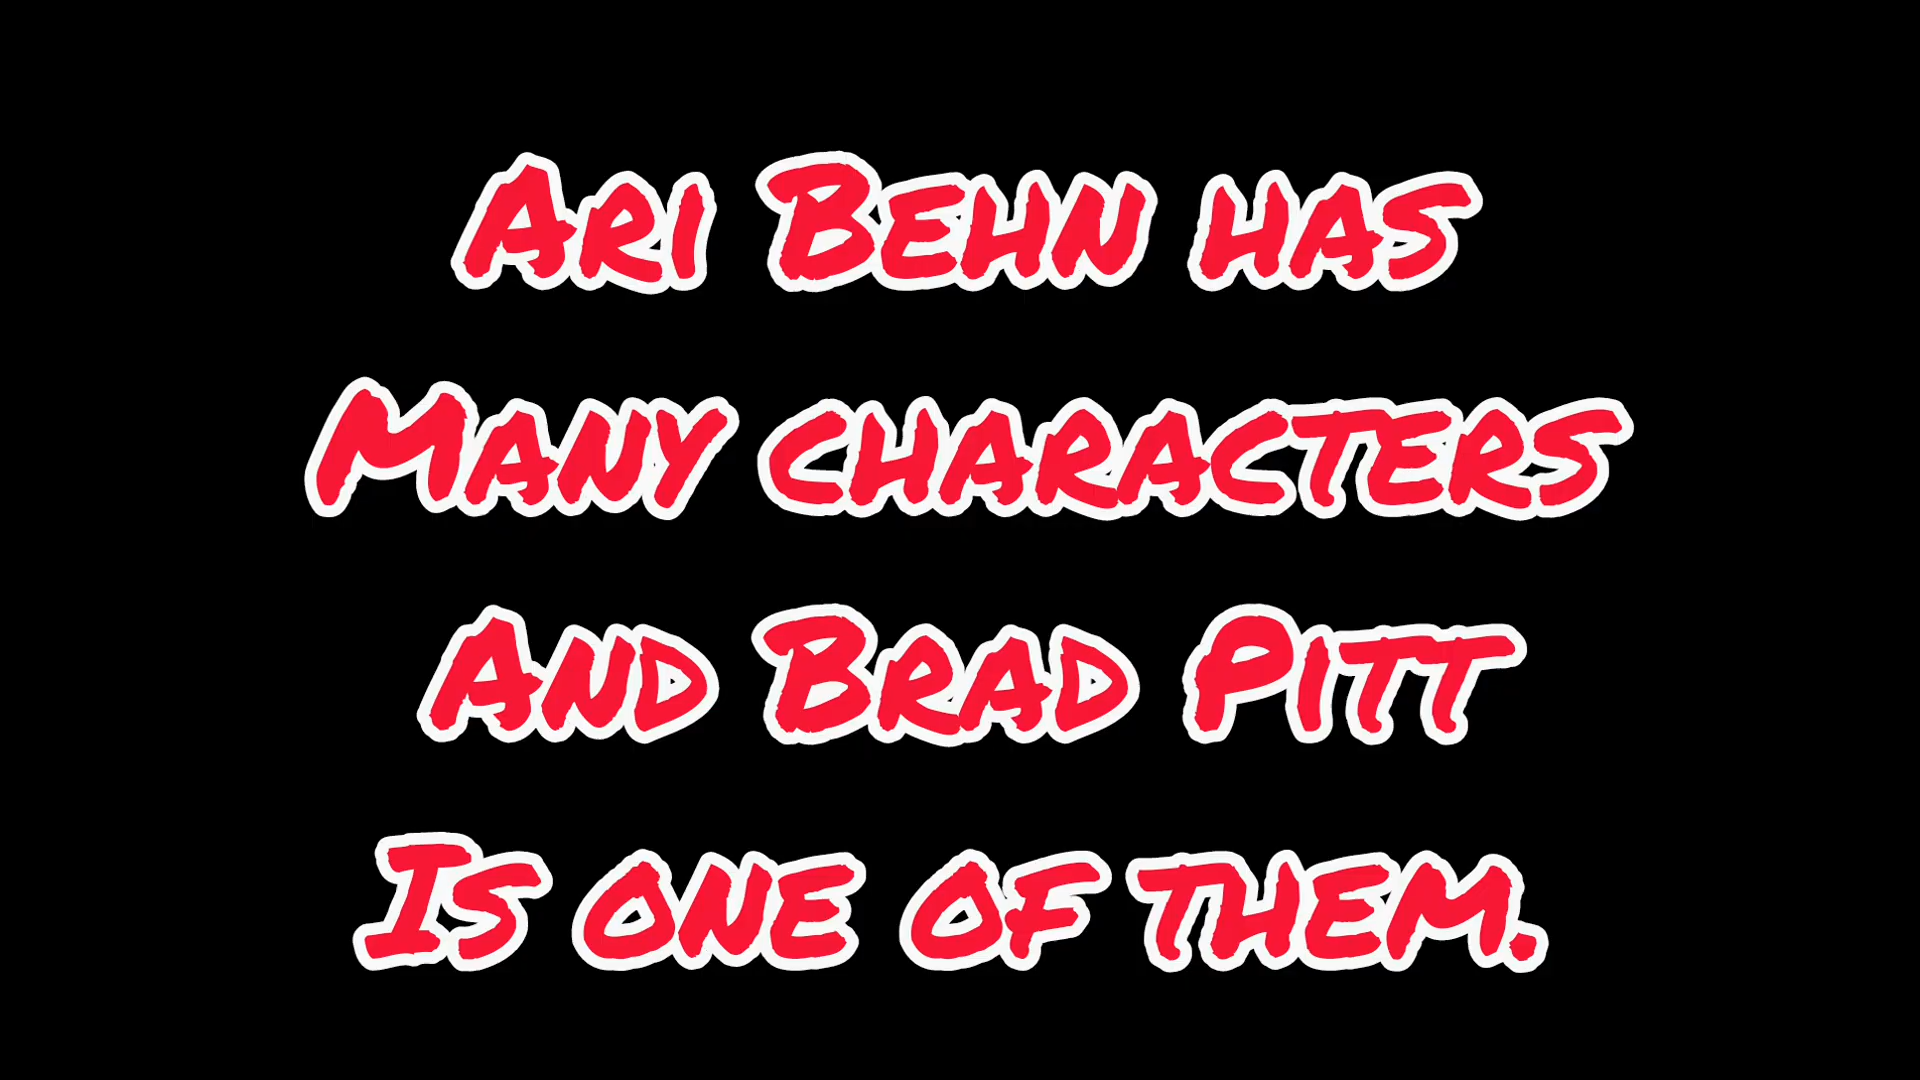 Ari Behn has
Many characters
And Brad Pitt
Is one of them.